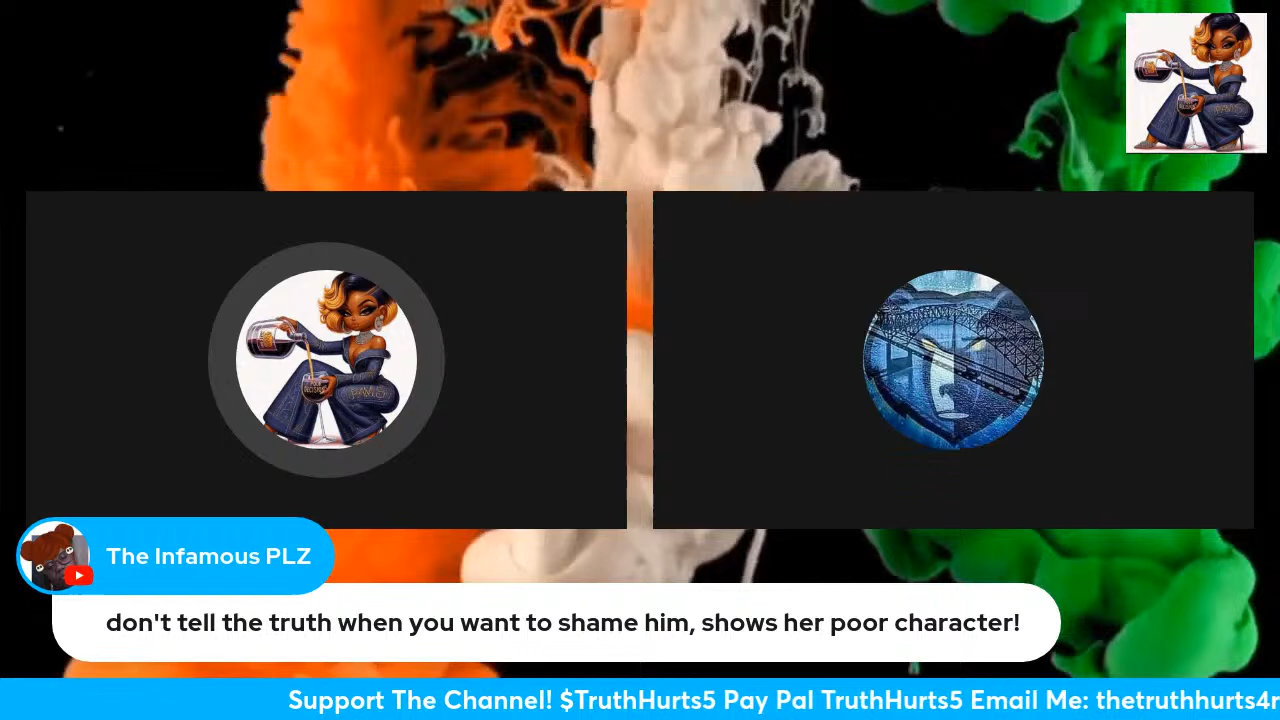 The Infamous PLZ
don't tell the truth when you want to shame him, shows her poor character!
Support The Channel! $TruthHurts5 Pay Pal TruthHurts5 Email Me: thetruthhurts4r